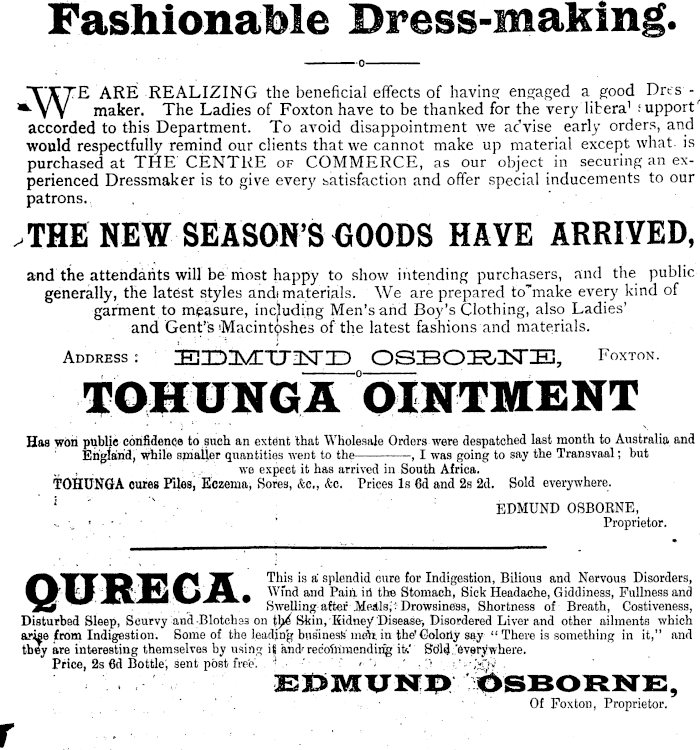 Fashionable Dress-making.
WE ARE REALIZING the beneficial effects of having engaged a good Dress-
maker. The Ladies of Foxton have to be thanked for the very liberal support
accorded to this Department. To avoid disappointment we advise early orders, and
would respectfully remind our clients that we cannot make up material except what is
purchased at THE CENTRE OF COMMERCE, as our object in securing an ex-
perienced Dressmaker is to give every satisfaction and offer special inducements to our
patrons.
THE NEW SEASON'S GOODS HAVE ARRIVED,
and the attendants will be most happy to show intending purchasers, and the public
generally, the latest styles and materials. We are prepared to make every kind of
garment to measure, including Men's and Boy's Clothing, also Ladies'
and Gent's Macintoshes of the latest fashions and materials.
ADDRESS : EDMUND OSBORNE, FOXTON.
TOHUNGA OINTMENT
Has won public confidence to such an extent that Wholesale Orders were despatched last month to Australia and
England, while smaller quantities went to the———, I was going to say the Transvaal; but
we expect it has arrived in South Africa.
TOHUNGA cures Piles, Eczema, Sores, &c., &c. Prices 1s 6d and 2s 2d. Sold everywhere.
EDMUND OSBORNE,
Proprietor.
QURECA. This is a splendid cure for Indigestion, Bilious and Nervous Disorders,
Wind and Pain in the Stomach, Sick Headache, Giddiness, Fullness and
Swelling after Meals, Drowsiness, Shortness of Breath, Costiveness,
Disturbed Sleep, Scurvy and Blotches on the Skin, Kidney Disease, Disordered Liver and other ailments which
arise from Indigestion. Some of the leading business men in the Colony say "There is something in it," and
they are interesting themselves by using it and recommending it. Sold everywhere.
Price, 2s 6d Bottle, sent post free.
EDMUND OSBORNE,
Of Foxton, Proprietor.